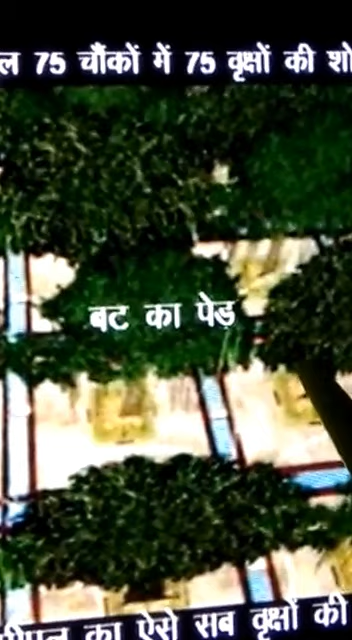 75 चौंकों में 75 वृक्षों की
बट का पेड़
का ऐसे सब वृक्षों की